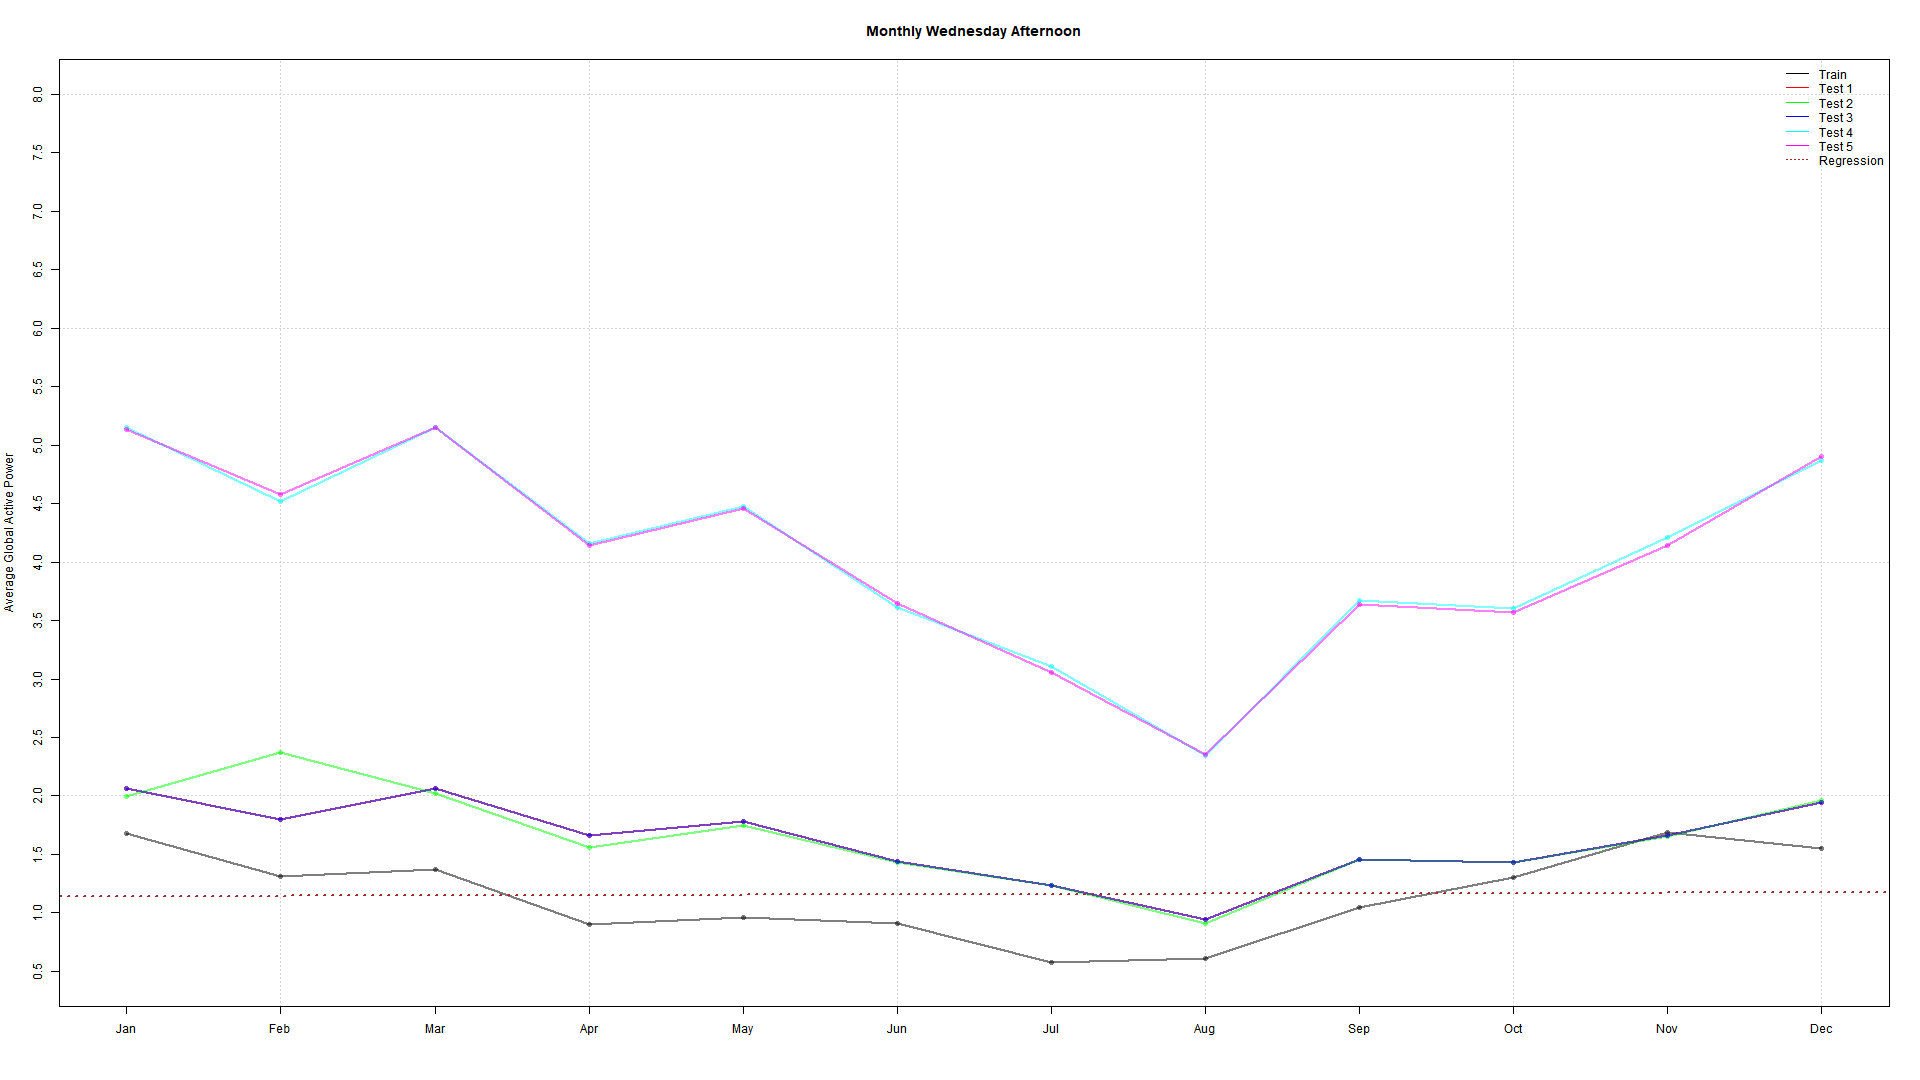 Monthly Wednesday Afternoon
Average Global Active Power
8.0
7.5
7.0
6.5
6.0
5.5
5.0
4.5
4.0
3.5
3.0
2.5
2.0
1.5
1.0
0.5
Train
Test 1
Test 2
Test 3
Test 4
Test 5
Regression
Jan Feb Mar Apr May Jun Jul Aug Sep Oct Nov Dec